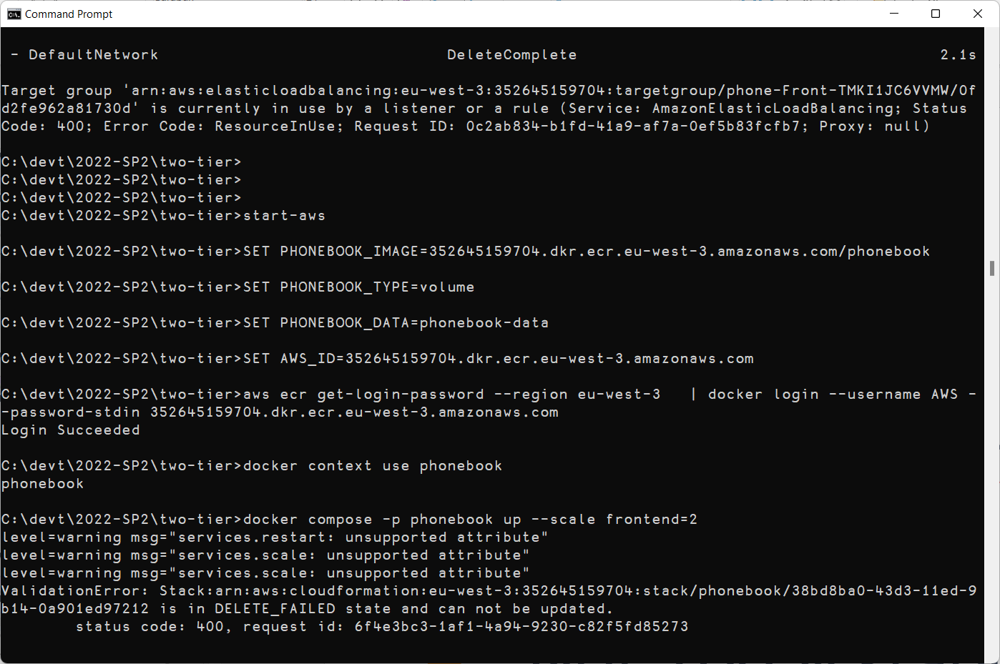 Command Prompt
- DefaultNetwork DeleteComplete 2.1s
Target group 'arn:aws:elasticloadbalancing:eu-west-3:352645159704:targetgroup/phone-Front-TMKI1JC6VVMW/0f
d2fe962a81730d' is currently in use by a listener or a rule (Service: AmazonElasticLoadBalancing; Status
Code: 400; Error Code: ResourceInUse; Request ID: 0c2ab834-b1fd-41a9-af7a-0ef5b83fcfb7; Proxy: null)
C:\devt\2022-SP2\two-tier>
C:\devt\2022-SP2\two-tier>
C:\devt\2022-SP2\two-tier>
C:\devt\2022-SP2\two-tier>start-aws
C:\devt\2022-SP2\two-tier>SET PHONEBOOK_IMAGE=352645159704.dkr.ecr.eu-west-3.amazonaws.com/phonebook
C:\devt\2022-SP2\two-tier>SET PHONEBOOK_TYPE=volume
C:\devt\2022-SP2\two-tier>SET PHONEBOOK_DATA=phonebook-data
C:\devt\2022-SP2\two-tier>SET AWS_ID=352645159704.dkr.ecr.eu-west-3.amazonaws.com
C:\devt\2022-SP2\two-tier>aws ecr get-login-password --region eu-west-3   | docker login --username AWS -
-password-stdin 352645159704.dkr.ecr.eu-west-3.amazonaws.com
Login Succeeded
C:\devt\2022-SP2\two-tier>docker context use phonebook
phonebook
C:\devt\2022-SP2\two-tier>docker compose -p phonebook up --scale frontend=2
level=warning msg="services.restart: unsupported attribute"
level=warning msg="services.scale: unsupported attribute"
level=warning msg="services.scale: unsupported attribute"
ValidationError: Stack:arn:aws:cloudformation:eu-west-3:352645159704:stack/phonebook/38bd8ba0-43d3-11ed-9
b14-0a901ed97212 is in DELETE_FAILED state and can not be updated.
status code: 400, request id: 6f4e3bc3-1af1-4a94-9230-c82f5fd85273